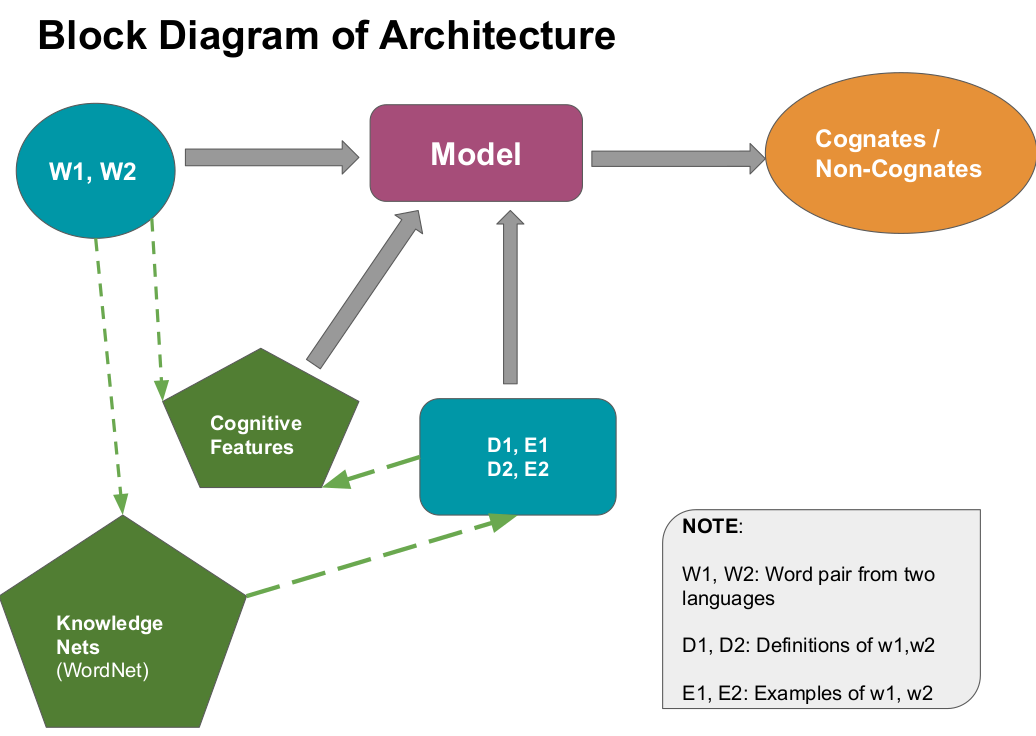 Block Diagram of Architecture
W1, W2
Model
Cognates /
Non-Cognates
Cognitive
Features
D1, E1
D2, E2
Knowledge
Nets
(WordNet)
NOTE:
W1, W2: Word pair from two
languages
D1, D2: Definitions of w1,w2
E1, E2: Examples of w1, w2